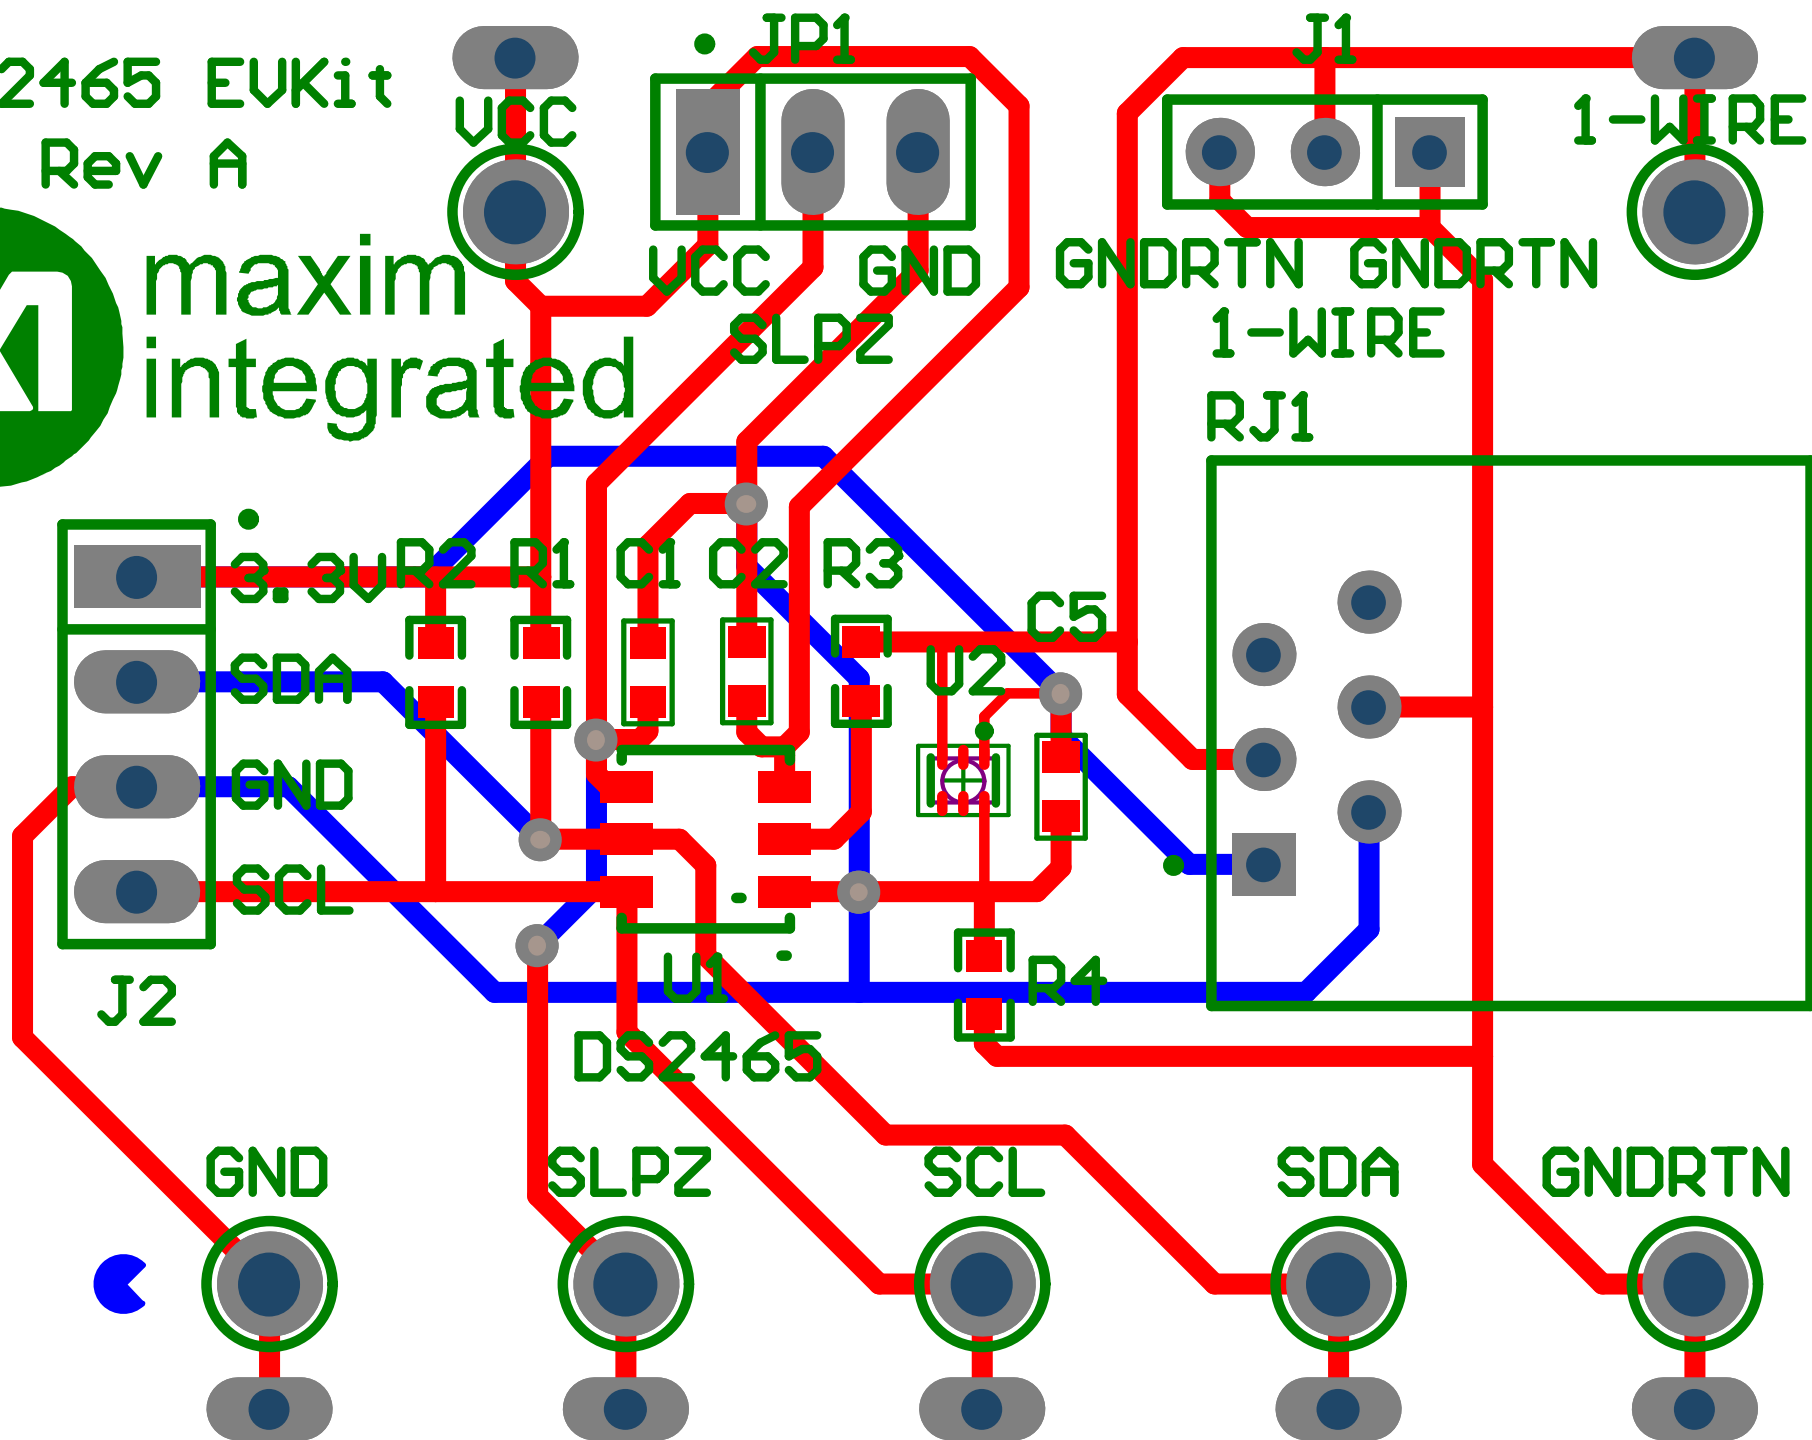 2465 EVKit
Rev A
maxim
integrated
VCC
JP1
J1
1-WIRE
VCC
GND
SLPZ
GNDRTN
GNDRTN
1-WIRE
RJ1
3.3V
R2
R1
C1
C2
R3
C5
U2
SDA
GND
SCL
J2
U1
R4
DS2465
GND
SLPZ
SCL
SDA
GNDRTN